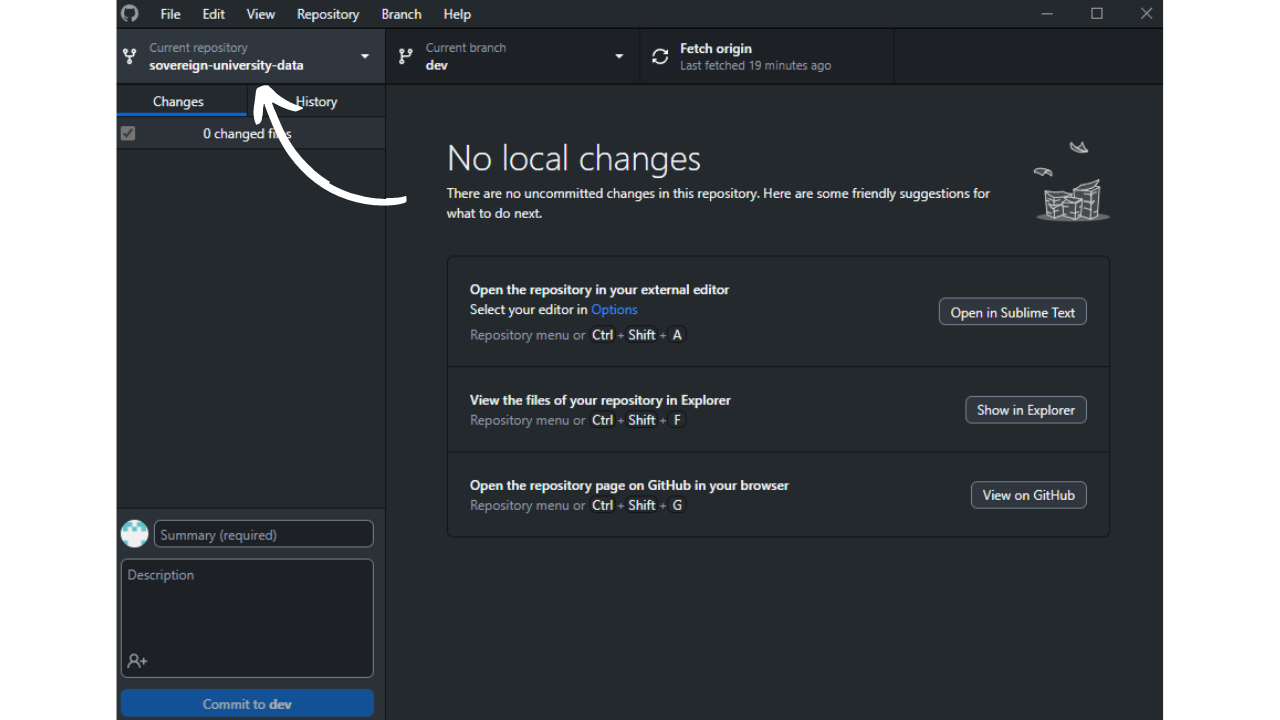 File Edit View Repository Branch Help
Current repository
sovereign-university-data
Current branch
dev
Fetch origin
Last fetched 19 minutes ago
Changes
History
0 changed files
No local changes
There are no uncommitted changes in this repository. Here are some friendly suggestions for
what to do next.
Open the repository in your external editor
Select your editor in Options
Repository menu or Ctrl + Shift + A
Open in Sublime Text
View the files of your repository in Explorer
Repository menu or Ctrl + Shift + F
Show in Explorer
Open the repository page on GitHub in your browser
Repository menu or Ctrl + Shift + G
View on GitHub
Summary (required)
Description
Commit to dev